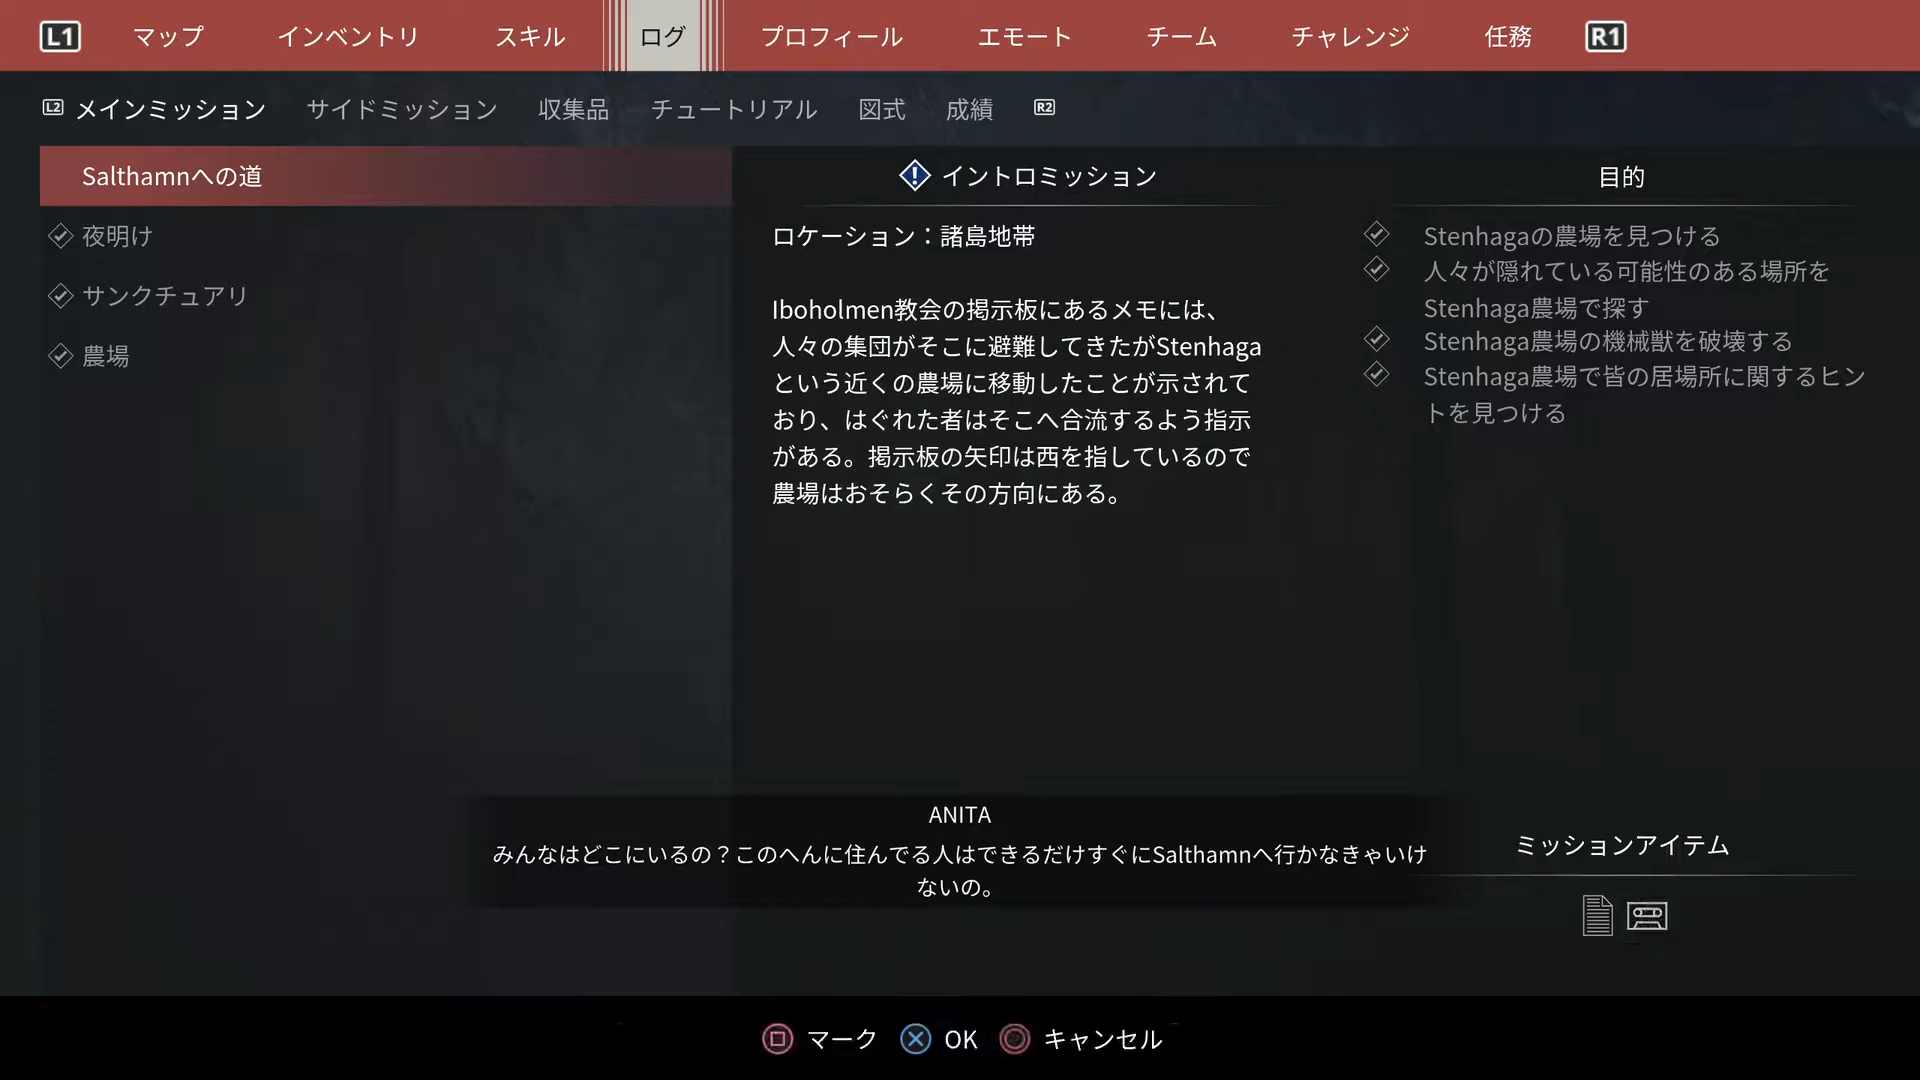 L1 マップ インベントリ スキル ログ プロフィール エモート チーム チャレンジ 任務 R1
L2 メインミッション サイドミッション 収集品 チュートリアル 図式 成績 R2
Salthamnへの道
夜明け
サンクチュアリ
農場
イントロミッション
ロケーション：諸島地帯
Iboholmen教会の掲示板にあるメモには、
人々の集団がそこに避難してきたがStenhaga
という近くの農場に移動したことが示されて
おり、はぐれた者はそこへ合流するよう指示
がある。掲示板の矢印は西を指しているので
農場はおそらくその方向にある。
目的
Stenhagaの農場を見つける
人々が隠れている可能性のある場所を
Stenhaga農場で探す
Stenhaga農場の機械獣を破壊する
Stenhaga農場で皆の居場所に関するヒン
トを見つける
ANITA
みんなはどこにいるの？このへんに住んでる人はできるだけすぐにSalthamnへ行かなきゃいけ
ないの。
ミッションアイテム
マーク OK キャンセル